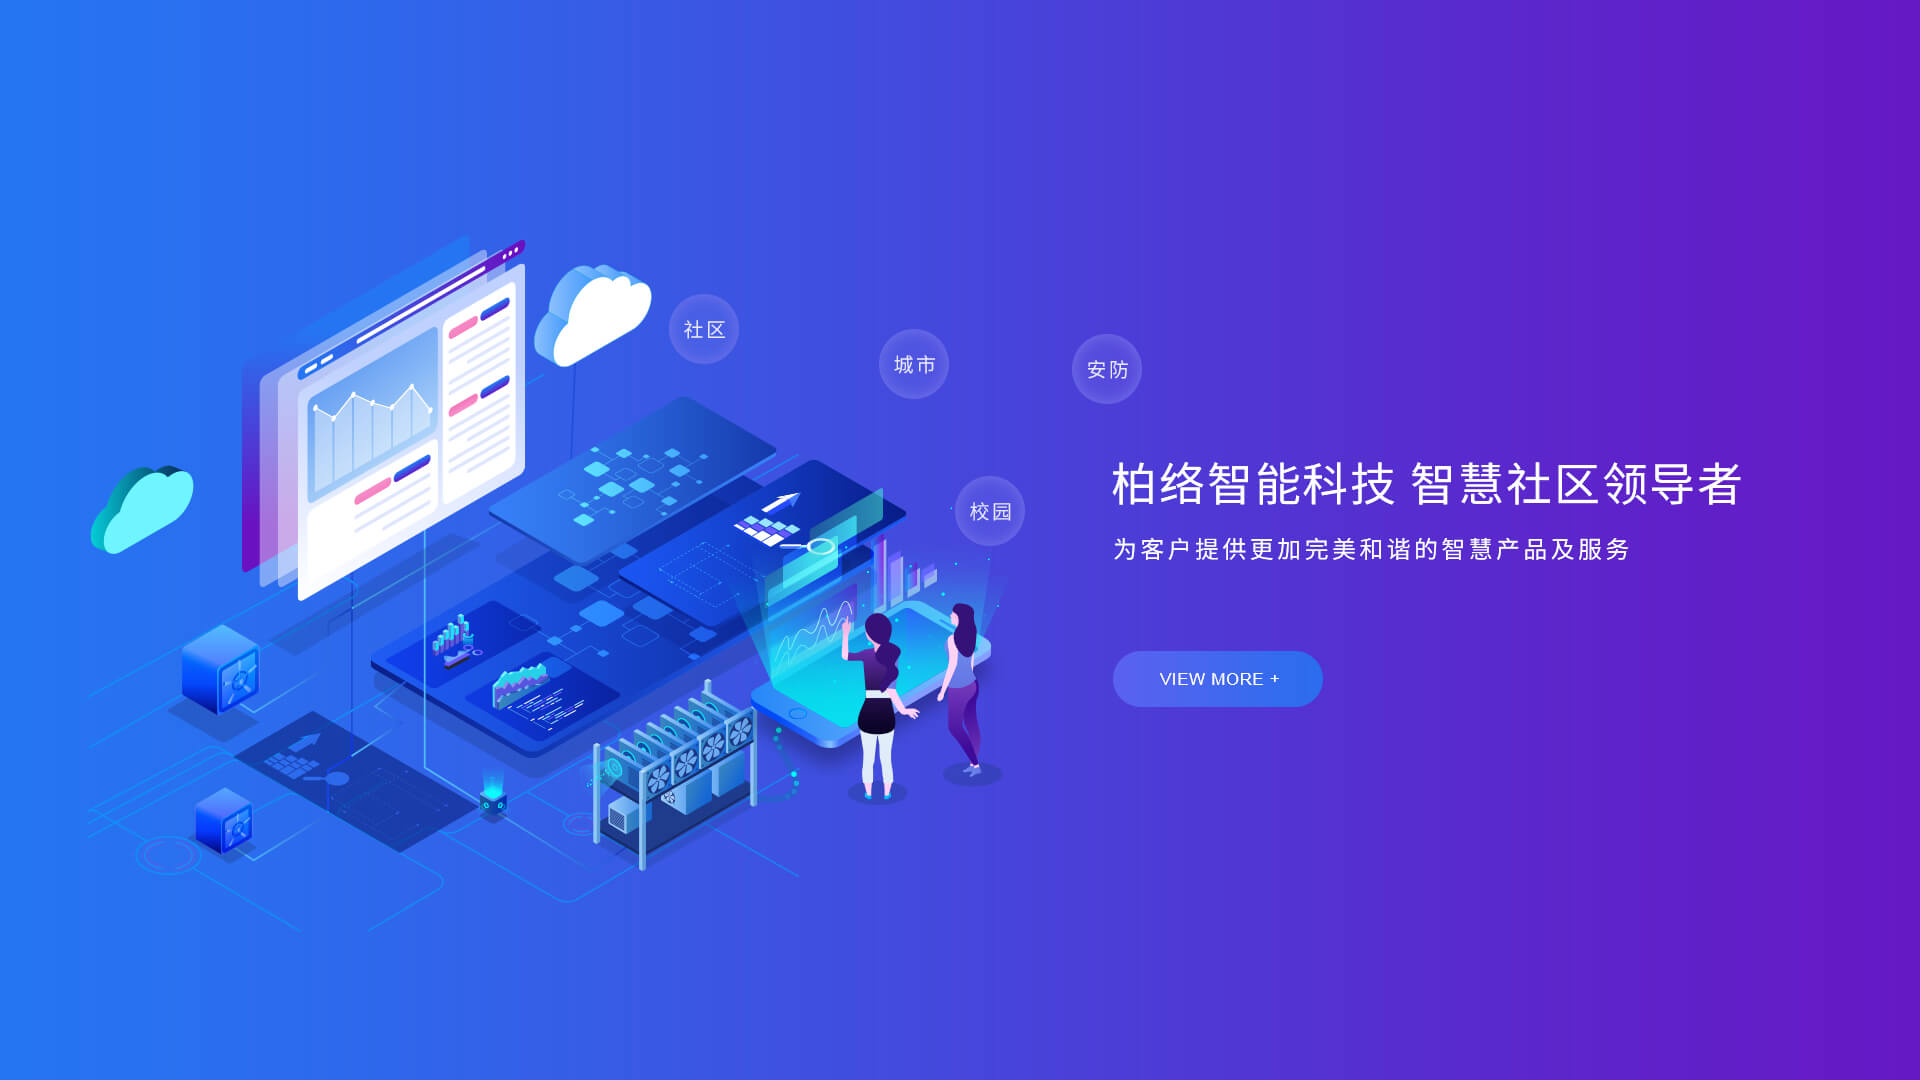 社区
城市
安防
校园
柏络智能科技 智慧社区领导者
为客户提供更加完美和谐的智慧产品及服务
VIEW MORE +